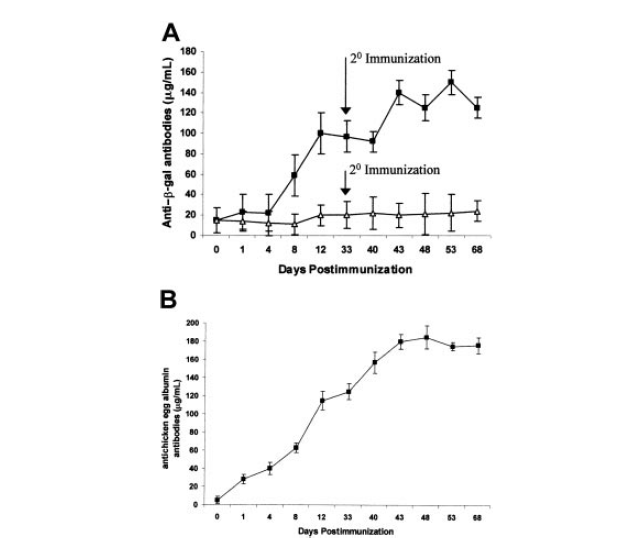 A
2⁰ Immunization
2⁰ Immunization
Anti–β-gal antibodies (μg/mL)
180
160
140
120
100
80
60
40
20
0
0 1 4 8 12 33 40 43 48 53 68
Days Postimmunization
B
antichicken egg albumin
antibodies (μg/mL)
200
180
160
140
120
100
80
60
40
20
0
0 1 4 8 12 33 40 43 48 53 68
Days Postimmunization